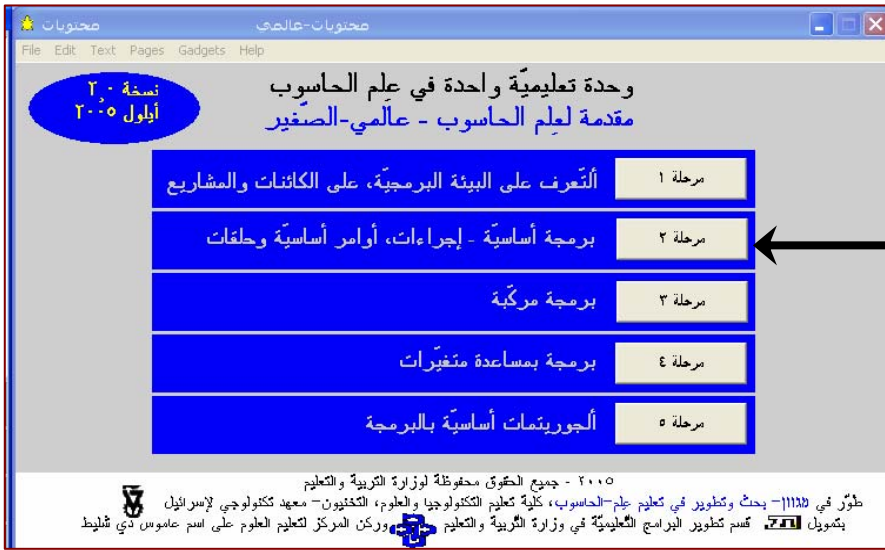 محتويات-عالمي محتويات
File Edit Text Pages Gadgets Help
نسخة ٢.٠
أيلول ٢٠٠٥
وحدة تعليميّة واحدة في علم الحاسوب
مقدمة لعلم الحاسوب - عالمي-الصّغير
مرحلة ١ ألتّعرف على البيئة البرمجيّة، على الكائنات والمشاريع
مرحلة ٢ برمجة أساسيّة - إجراءات، أوامر أساسيّة وحلقات
مرحلة ٣ برمجة مركّبة
مرحلة ٤ برمجة بمساعدة متغيّرات
مرحلة ٥ ألجوريتمات أساسيّة بالبرمجة
٢٠٠٥ - جميع الحقوق محفوظة لوزارة التربية والتعليم
طوّر في – بحث وتطوير في تعليم علم-الحاسوب، كلية تعليم التكنولوجيا والعلوم، التخنيون– معهد تكنولوجي لإسرائيل
بتمويل قسم تطوير البرامج التّعليميّة في وزارة التّربية والتعليم وركن المركز لتعليم العلوم على اسم عاموس دي شليط